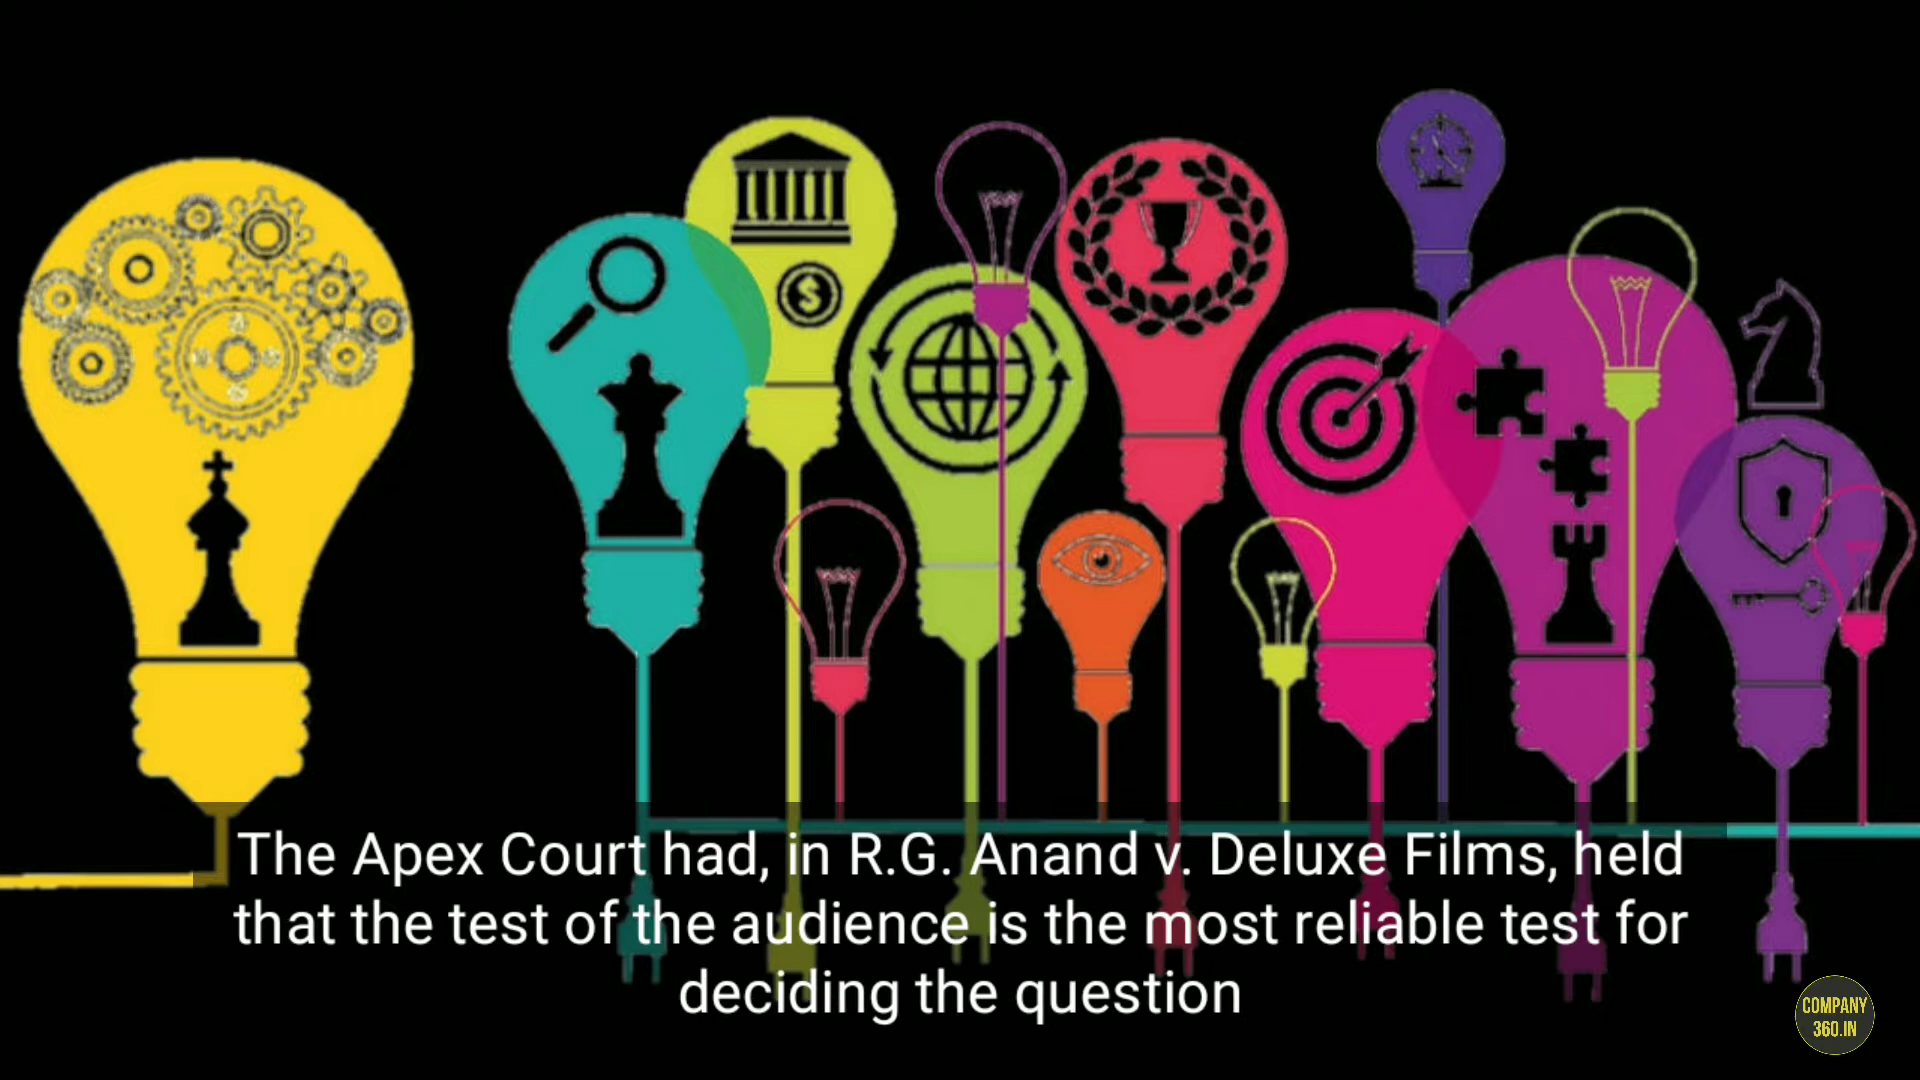 The Apex Court had, in R.G. Anand v. Deluxe Films, held
that the test of the audience is the most reliable test for
deciding the question
$
COMPANY
360.IN